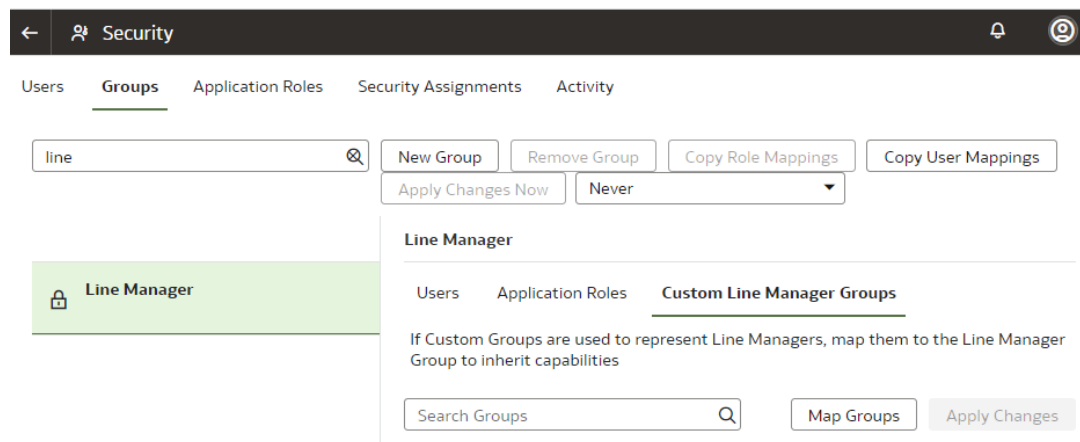 Security
Users Groups Application Roles Security Assignments Activity
line
New Group Remove Group Copy Role Mappings Copy User Mappings
Apply Changes Now Never
Line Manager
Line Manager
Users Application Roles Custom Line Manager Groups
If Custom Groups are used to represent Line Managers, map them to the Line Manager
Group to inherit capabilities
Search Groups Map Groups Apply Changes